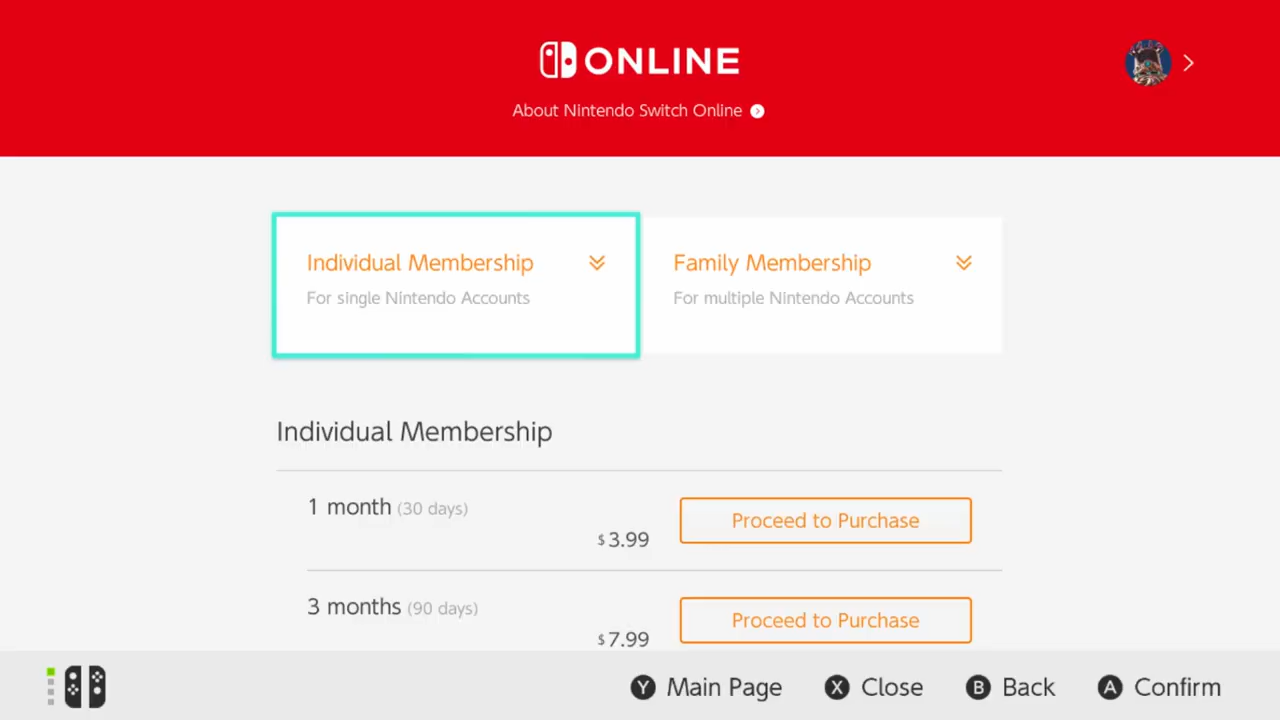 ONLINE
About Nintendo Switch Online
Individual Membership
For single Nintendo Accounts
Family Membership
For multiple Nintendo Accounts
Individual Membership
1 month (30 days)
$3.99
Proceed to Purchase
3 months (90 days)
$7.99
Proceed to Purchase
Y Main Page
X Close
B Back
A Confirm